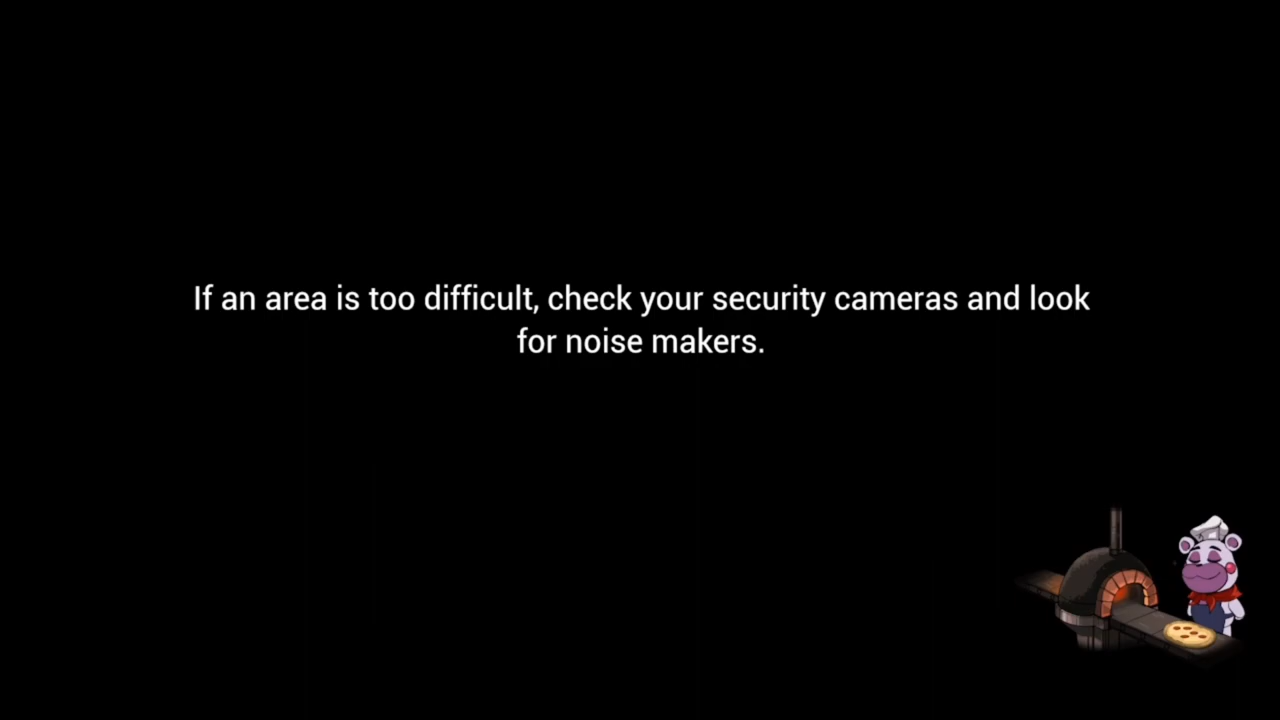 If an area is too difficult, check your security cameras and look
for noise makers.